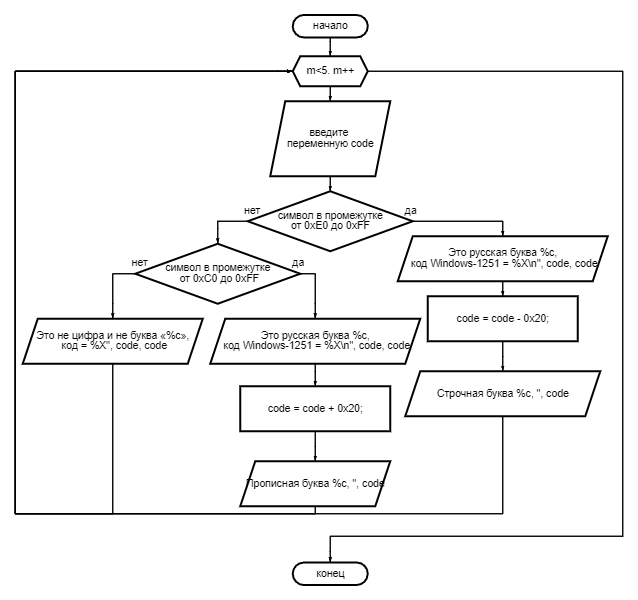 начало
m<5. m++
введите
переменную code
нет
да
символ в промежутке
от 0xE0 до 0xFF
нет
да
символ в промежутке
от 0xC0 до 0xFF
Это русская буква %c,
код Windows-1251 = %X\n", code, code
code = code - 0x20;
Строчная буква %c, ", code
Это не цифра и не буква «%c»,
код = %X", code, code
Это русская буква %c,
код Windows-1251 = %X\n", code, code
code = code + 0x20;
Прописная буква %c, ", code
конец